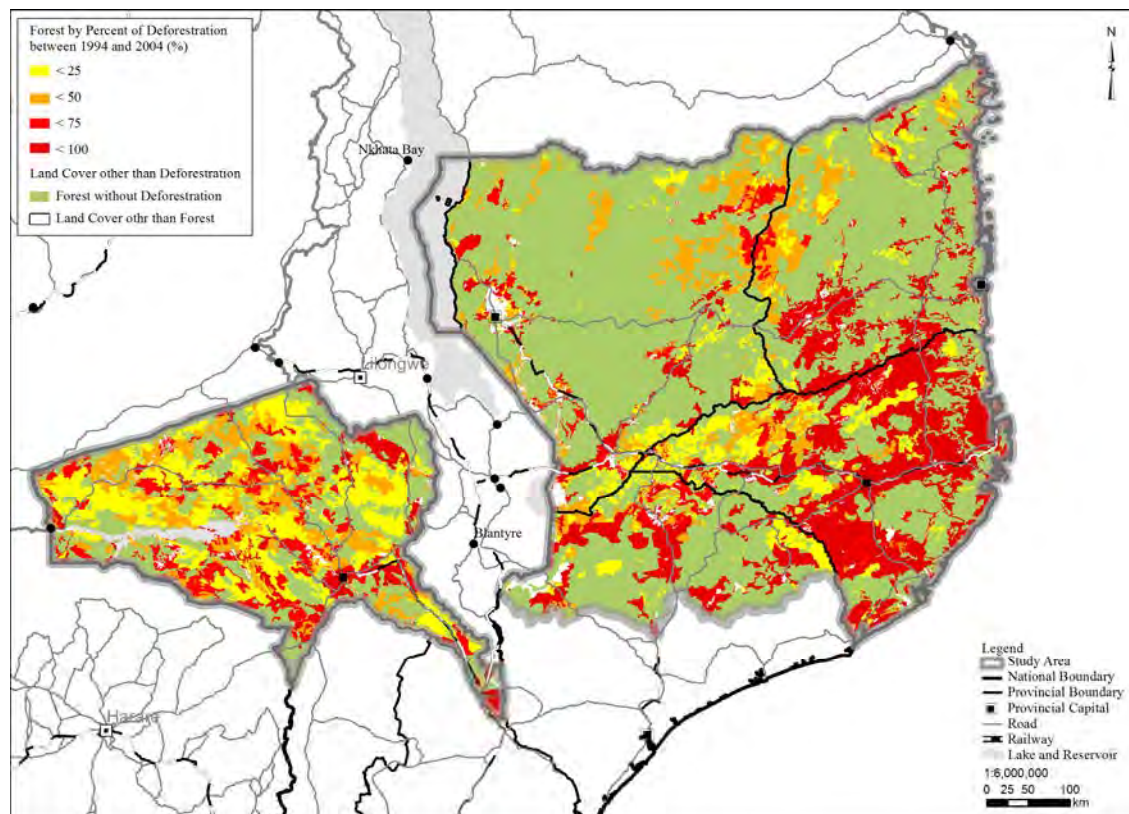 Forest by Percent of Deforestration
between 1994 and 2004 (%)
< 25
< 50
< 75
< 100
Land Cover other than Deforestration
Forest without Deforestration
Land Cover othr than Forest
N
Nkhata Bay
Lilongwe
Blantyre
Harare
Legend
Study Area
National Boundary
Provincial Boundary
Provincial Capital
Road
Railway
Lake and Reservoir
1:6,000,000
0 25 50 100
km